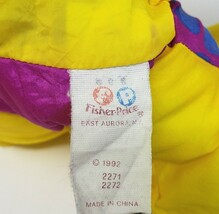 Fisher-Price
EAST AURORA, N.Y.
© 1992
2271
2272
MADE IN CHINA